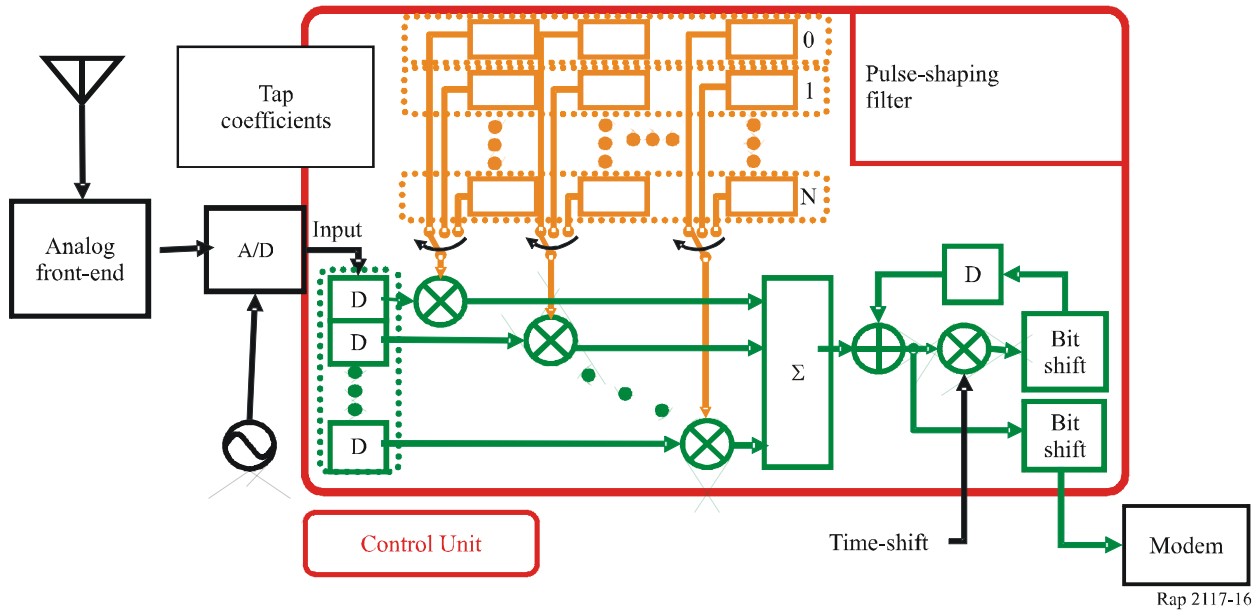 Tap
coefficients
0
1
N
Pulse-shaping
filter
Analog
front-end
A/D
Input
D
D
D
Σ
D
Bit
shift
Bit
shift
Control Unit
Time-shift
Modem
Rap 2117-16